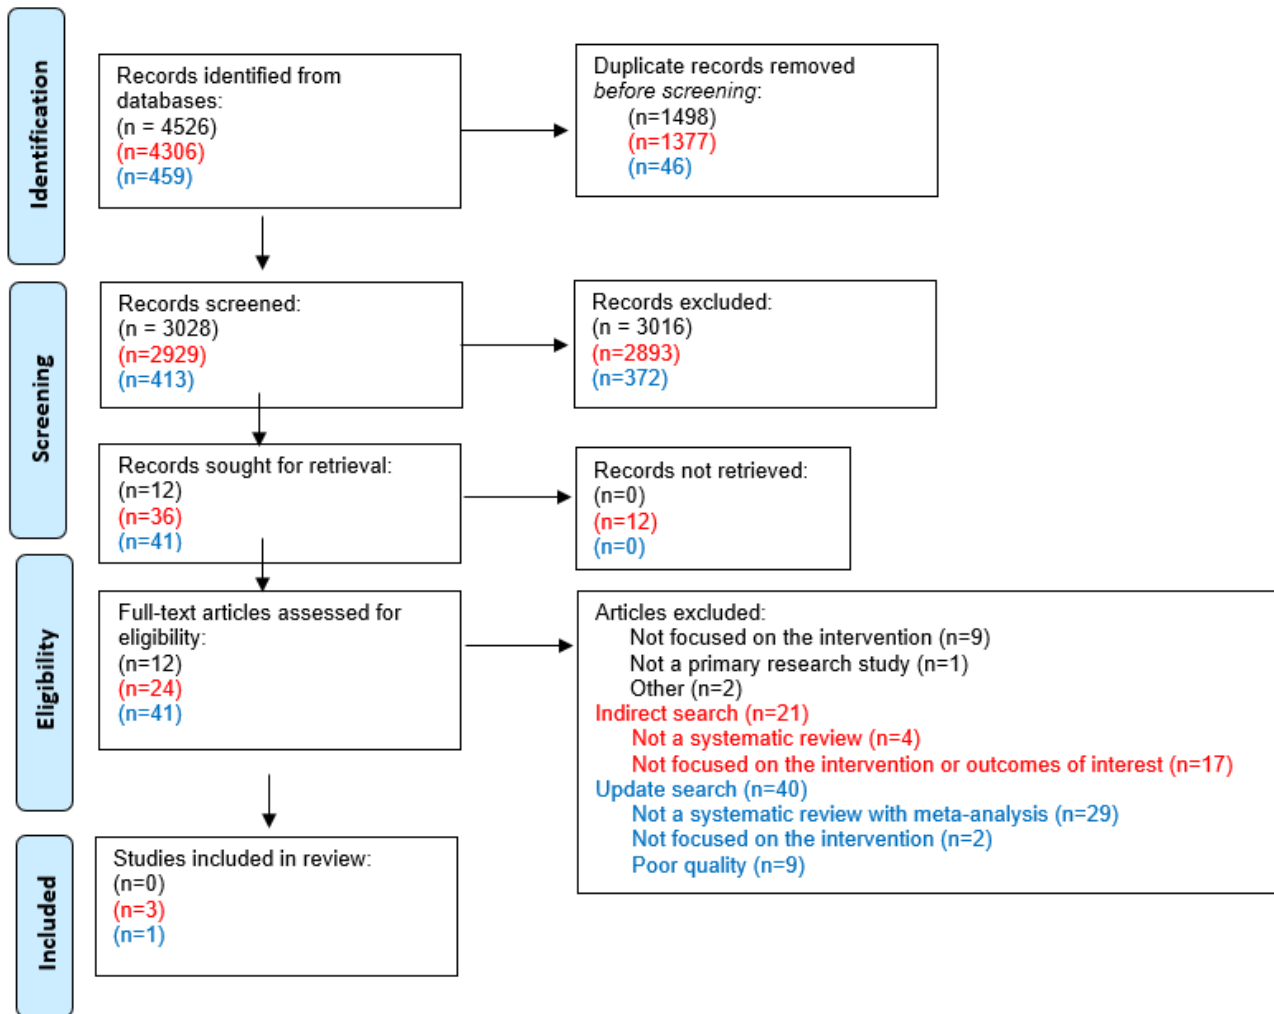 Identification
Records identified from
databases:
(n = 4526)
(n=4306)
(n=459)
Duplicate records removed
before screening:
(n=1498)
(n=1377)
(n=46)
Screening
Records screened:
(n = 3028)
(n=2929)
(n=413)
Records excluded:
(n = 3016)
(n=2893)
(n=372)
Records sought for retrieval:
(n=12)
(n=36)
(n=41)
Records not retrieved:
(n=0)
(n=12)
(n=0)
Eligibility
Full-text articles assessed for
eligibility:
(n=12)
(n=24)
(n=41)
Articles excluded:
Not focused on the intervention (n=9)
Not a primary research study (n=1)
Other (n=2)
Indirect search (n=21)
Not a systematic review (n=4)
Not focused on the intervention or outcomes of interest (n=17)
Update search (n=40)
Not a systematic review with meta-analysis (n=29)
Not focused on the intervention (n=2)
Poor quality (n=9)
Included
Studies included in review:
(n=0)
(n=3)
(n=1)